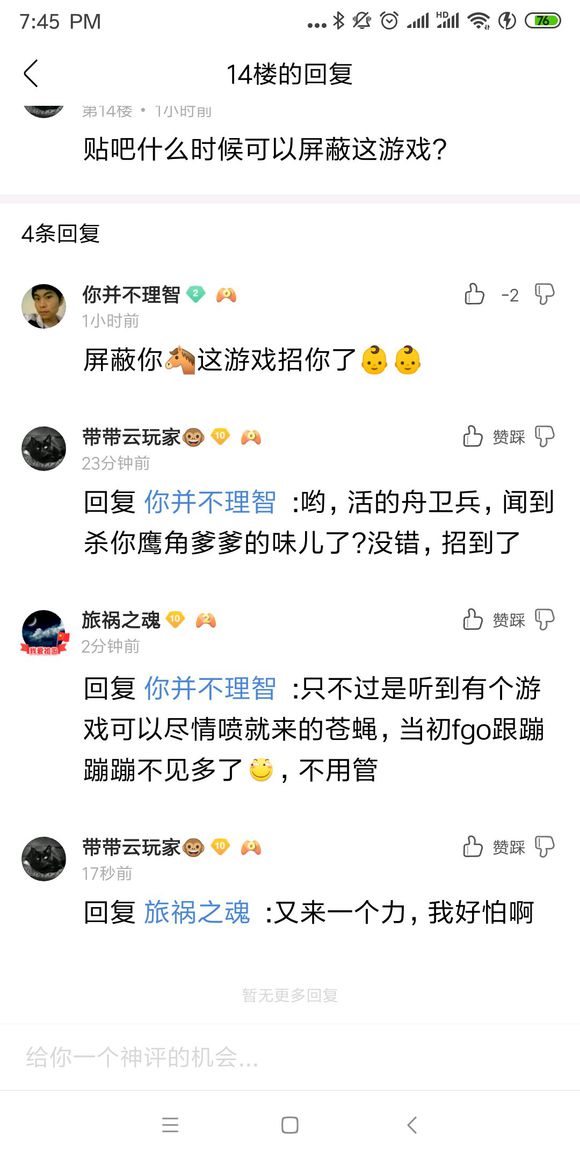 7:45 PM
HD
76
14楼的回复
第14楼 • 1小时前
贴吧什么时候可以屏蔽这游戏?
4条回复
你并不理智 2
-2
1小时前
屏蔽你🐴这游戏招你了👶👶
带带云玩家🐵 10
赞踩
23分钟前
回复 你并不理智 :哟, 活的舟卫兵, 闻到
杀你鹰角爹爹的味儿了?没错, 招到了
旅祸之魂 10 2
赞踩
我爱祖国
2分钟前
回复 你并不理智 :只不过是听到有个游
戏可以尽情喷就来的苍蝇, 当初fgo跟蹦
蹦蹦不见多了 , 不用管
带带云玩家🐵 10
赞踩
17秒前
回复 旅祸之魂 :又来一个力, 我好怕啊
暂无更多回复
给你一个神评的机会...